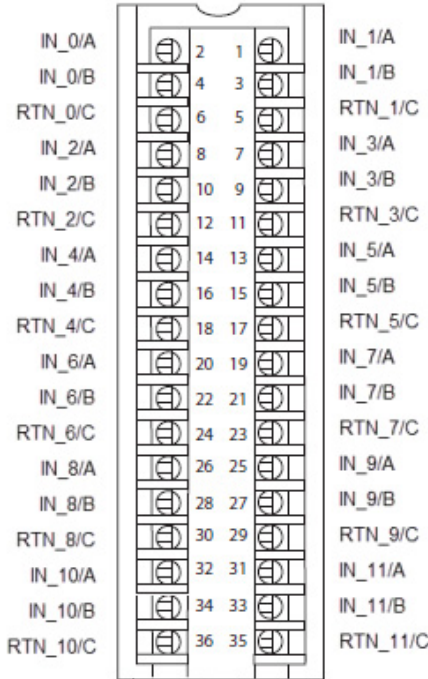 IN_0/A 2 1 IN_1/A
IN_0/B 4 3 IN_1/B
RTN_0/C 6 5 RTN_1/C
IN_2/A 8 7 IN_3/A
IN_2/B 10 9 IN_3/B
RTN_2/C 12 11 RTN_3/C
IN_4/A 14 13 IN_5/A
IN_4/B 16 15 IN_5/B
RTN_4/C 18 17 RTN_5/C
IN_6/A 20 19 IN_7/A
IN_6/B 22 21 IN_7/B
RTN_6/C 24 23 RTN_7/C
IN_8/A 26 25 IN_9/A
IN_8/B 28 27 IN_9/B
RTN_8/C 30 29 RTN_9/C
IN_10/A 32 31 IN_11/A
IN_10/B 34 33 IN_11/B
RTN_10/C 36 35 RTN_11/C